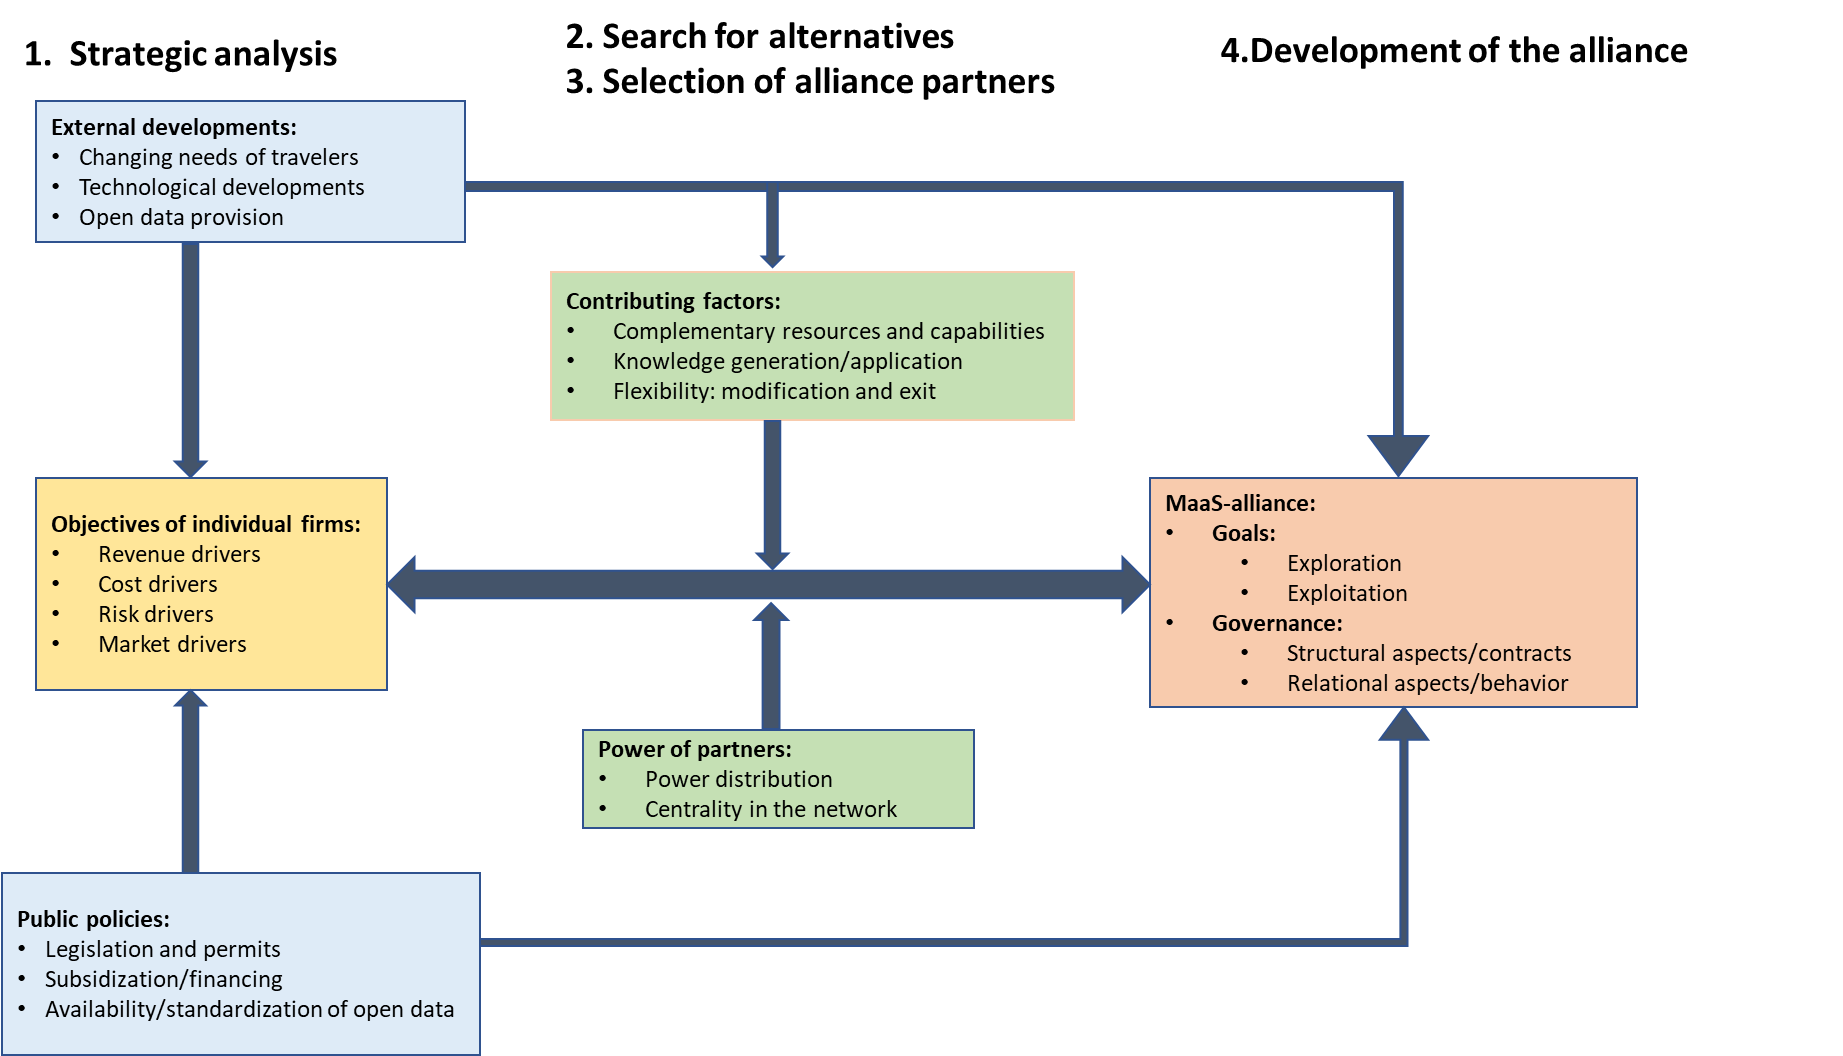 1. Strategic analysis
2. Search for alternatives
3. Selection of alliance partners
4.Development of the alliance
External developments:
• Changing needs of travelers
• Technological developments
• Open data provision
Contributing factors:
• Complementary resources and capabilities
• Knowledge generation/application
• Flexibility: modification and exit
Objectives of individual firms:
• Revenue drivers
• Cost drivers
• Risk drivers
• Market drivers
MaaS-alliance:
• Goals:
• Exploration
• Exploitation
• Governance:
• Structural aspects/contracts
• Relational aspects/behavior
Power of partners:
• Power distribution
• Centrality in the network
Public policies:
• Legislation and permits
• Subsidization/financing
• Availability/standardization of open data